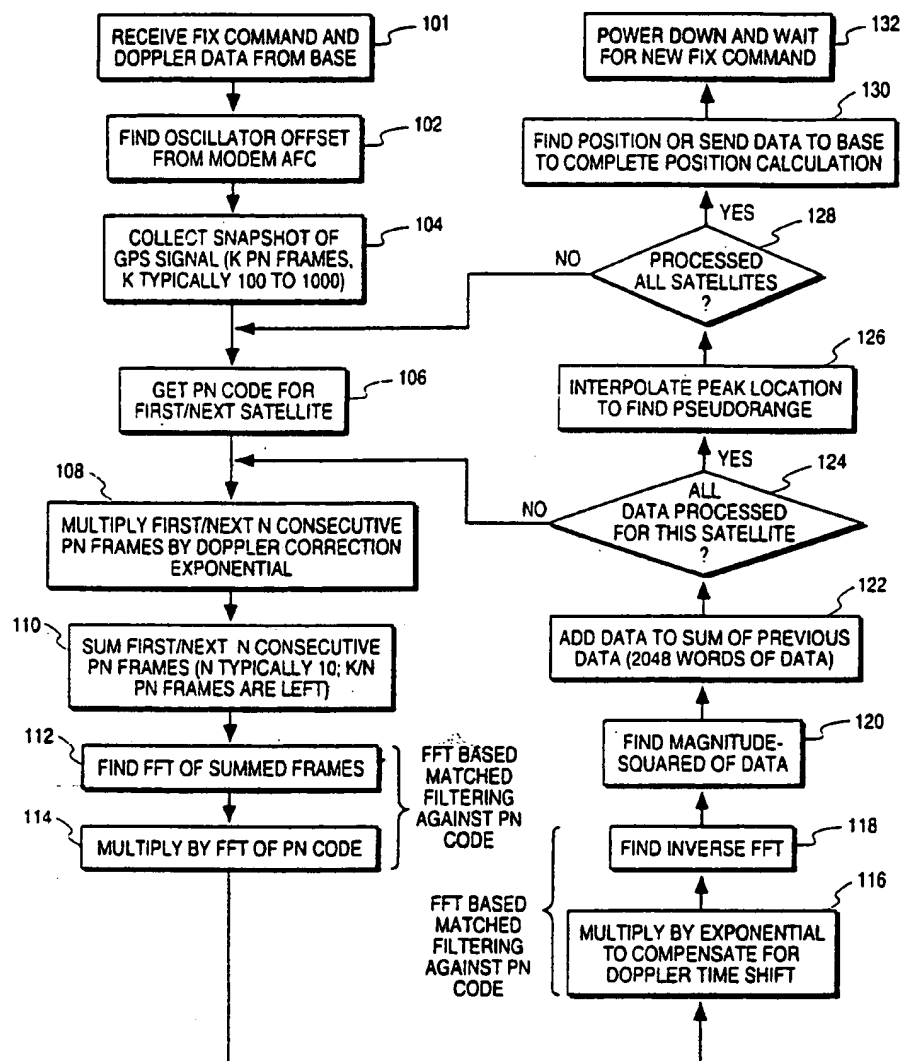 101
RECEIVE FIX COMMAND AND
DOPPLER DATA FROM BASE
102
FIND OSCILLATOR OFFSET
FROM MODEM AFC
104
COLLECT SNAPSHOT OF
GPS SIGNAL (K PN FRAMES,
K TYPICALLY 100 TO 1000)
106
GET PN CODE FOR
FIRST/NEXT SATELLITE
108
MULTIPLY FIRST/NEXT N CONSECUTIVE
PN FRAMES BY DOPPLER CORRECTION
EXPONENTIAL
110
SUM FIRST/NEXT N CONSECUTIVE
PN FRAMES (N TYPICALLY 10; K/N
PN FRAMES ARE LEFT)
112
FIND FFT OF SUMMED FRAMES
114
MULTIPLY BY FFT OF PN CODE
FFT BASED
MATCHED
FILTERING
AGAINST PN
CODE
FFT BASED
MATCHED
FILTERING
AGAINST PN
CODE
116
MULTIPLY BY EXPONENTIAL
TO COMPENSATE FOR
DOPPLER TIME SHIFT
118
FIND INVERSE FFT
120
FIND MAGNITUDE-
SQUARED OF DATA
122
ADD DATA TO SUM OF PREVIOUS
DATA (2048 WORDS OF DATA)
124
ALL
DATA PROCESSED
FOR THIS SATELLITE
?
NO
YES
126
INTERPOLATE PEAK LOCATION
TO FIND PSEUDORANGE
128
PROCESSED
ALL SATELLITES
?
NO
YES
130
FIND POSITION OR SEND DATA TO BASE
TO COMPLETE POSITION CALCULATION
132
POWER DOWN AND WAIT
FOR NEW FIX COMMAND